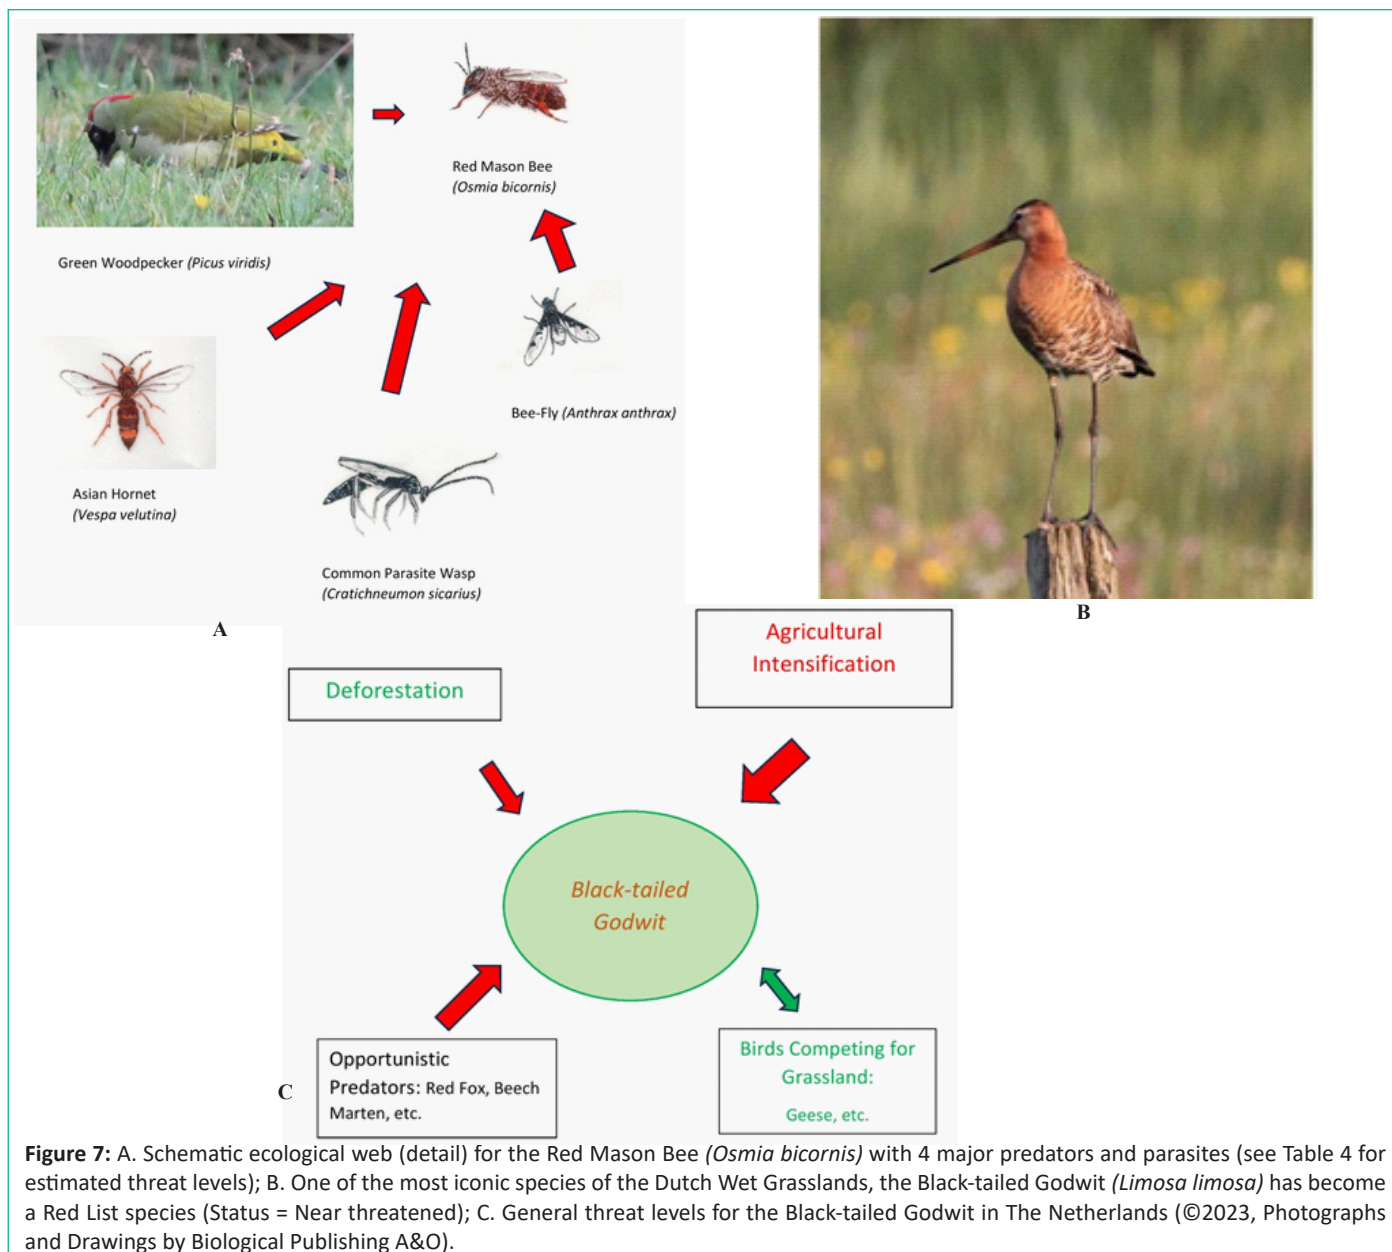 Red Mason Bee
(Osmia bicornis)
Green Woodpecker (Picus viridis)
Bee-Fly (Anthrax anthrax)
Asian Hornet
(Vespa velutina)
Common Parasite Wasp
(Cratichneumon sicarius)
A
B
Agricultural
Intensification
Deforestation
Black-tailed
Godwit
Opportunistic
Predators: Red Fox, Beech
Marten, etc.
Birds Competing for
Grassland:
Geese, etc.
C
Figure 7: A. Schematic ecological web (detail) for the Red Mason Bee (Osmia bicornis) with 4 major predators and parasites (see Table 4 for
estimated threat levels); B. One of the most iconic species of the Dutch Wet Grasslands, the Black-tailed Godwit (Limosa limosa) has become
a Red List species (Status = Near threatened); C. General threat levels for the Black-tailed Godwit in The Netherlands (©2023, Photographs
and Drawings by Biological Publishing A&O).